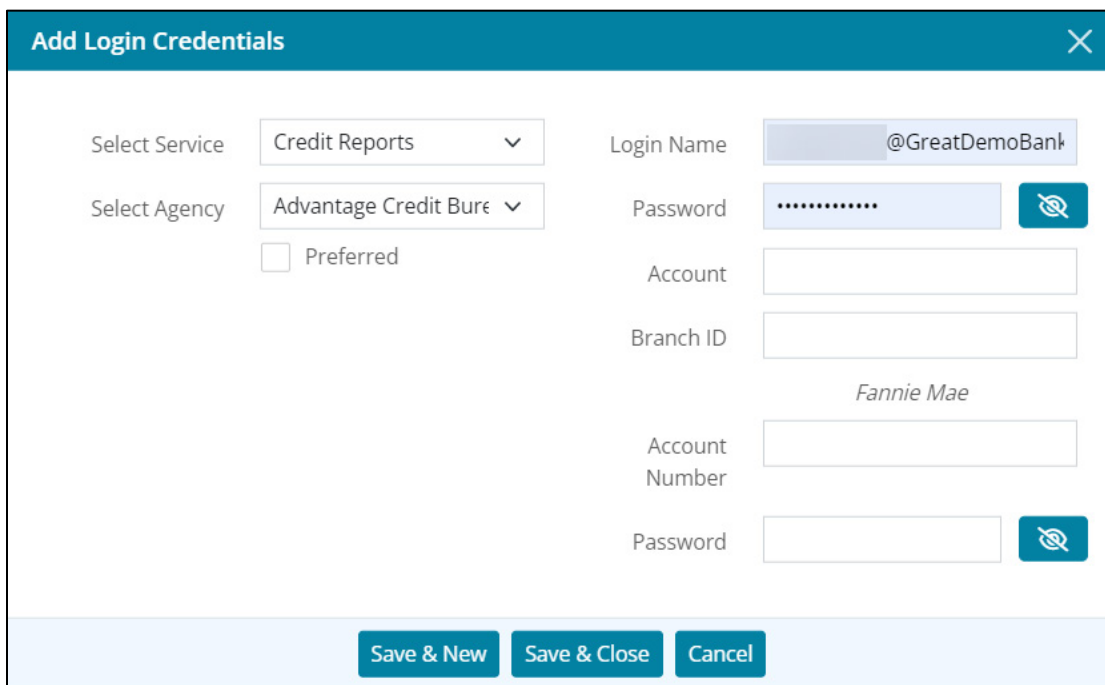 Add Login Credentials
Select Service
Credit Reports
Select Agency
Advantage Credit Bure
Preferred
Login Name
@GreatDemoBank
Password
•••••••••••••
Account
Branch ID
Fannie Mae
Account
Number
Password
Save & New
Save & Close
Cancel